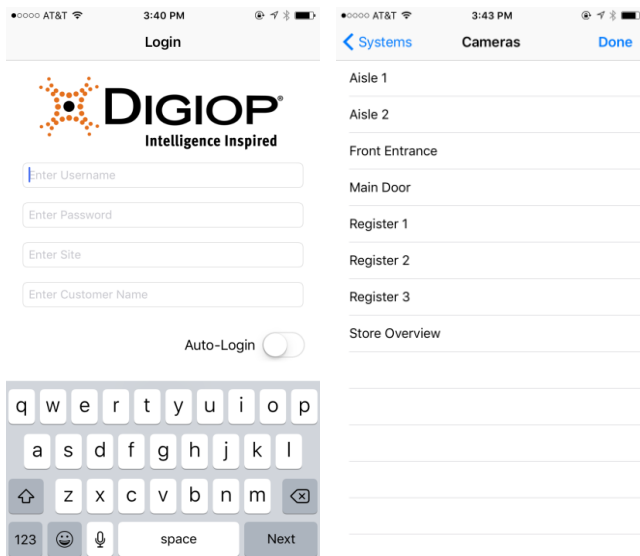 AT&T 3:40 PM
Login
DIGIOP®
Intelligence Inspired
Enter Username
Enter Password
Enter Site
Enter Customer Name
Auto-Login
q w e r t y u i o p
a s d f g h j k l
z x c v b n m
123 space Next
AT&T 3:43 PM
Systems Cameras Done
Aisle 1
Aisle 2
Front Entrance
Main Door
Register 1
Register 2
Register 3
Store Overview